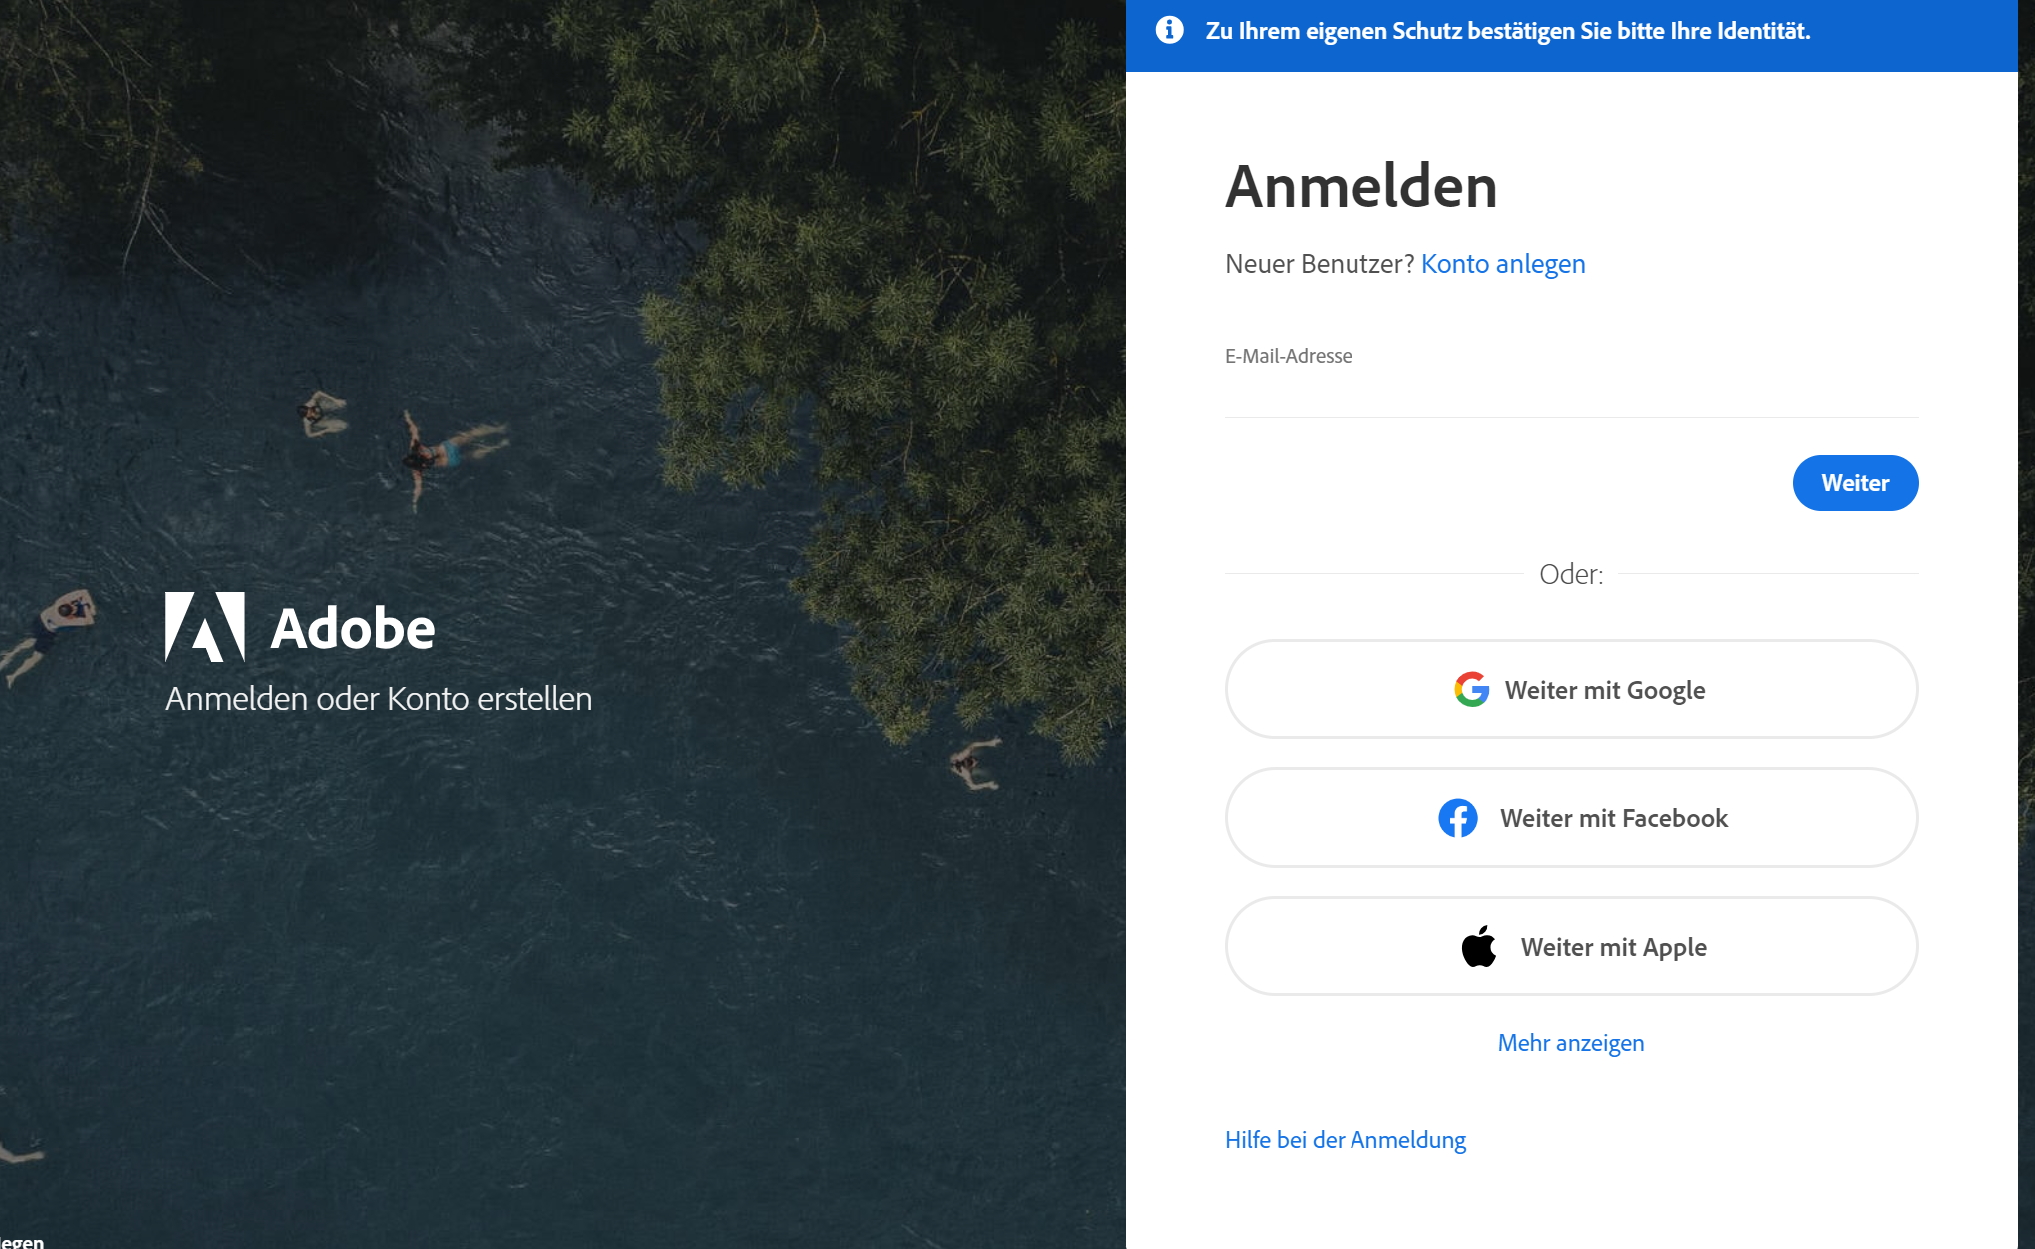 Zu Ihrem eigenen Schutz bestätigen Sie bitte Ihre Identität.
Anmelden
Neuer Benutzer? Konto anlegen
E-Mail-Adresse
Weiter
Oder:
Weiter mit Google
Weiter mit Facebook
Weiter mit Apple
Mehr anzeigen
Hilfe bei der Anmeldung
Adobe
Anmelden oder Konto erstellen